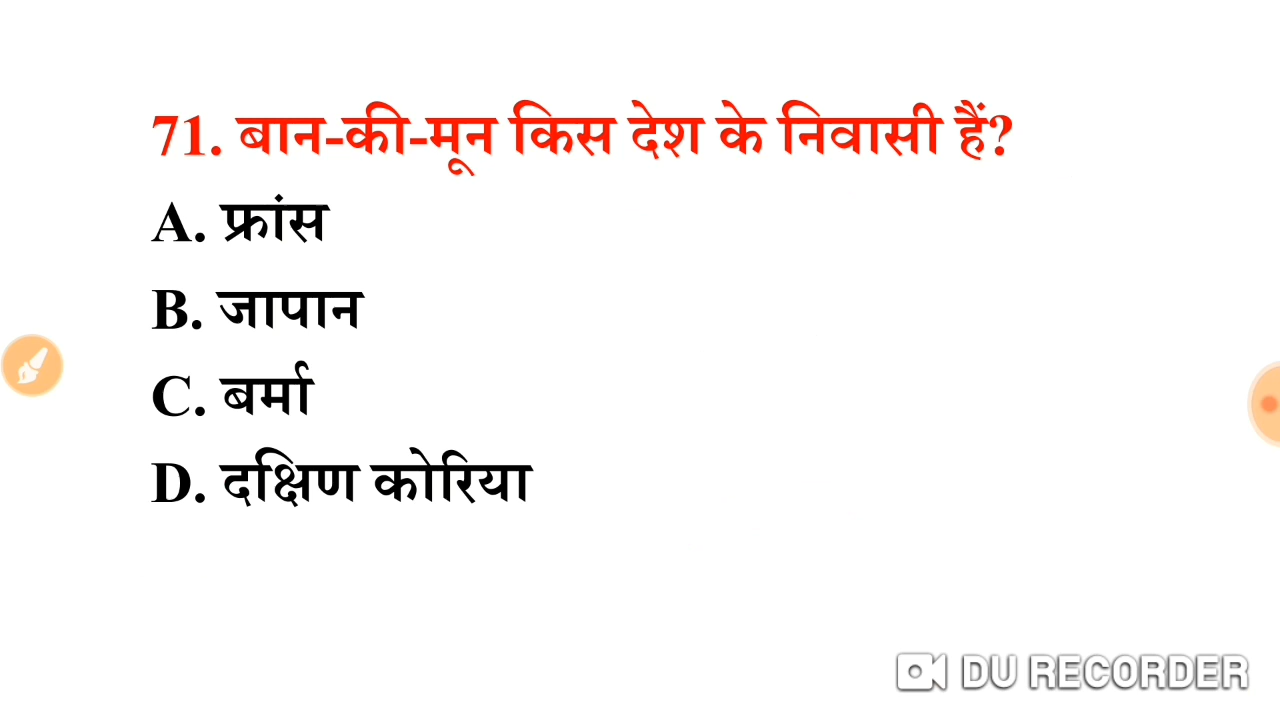 71. बान-की-मून किस देश के निवासी हैं?
A. फ्रांस
B. जापान
C. बर्मा
D. दक्षिण कोरिया
DU RECORDER